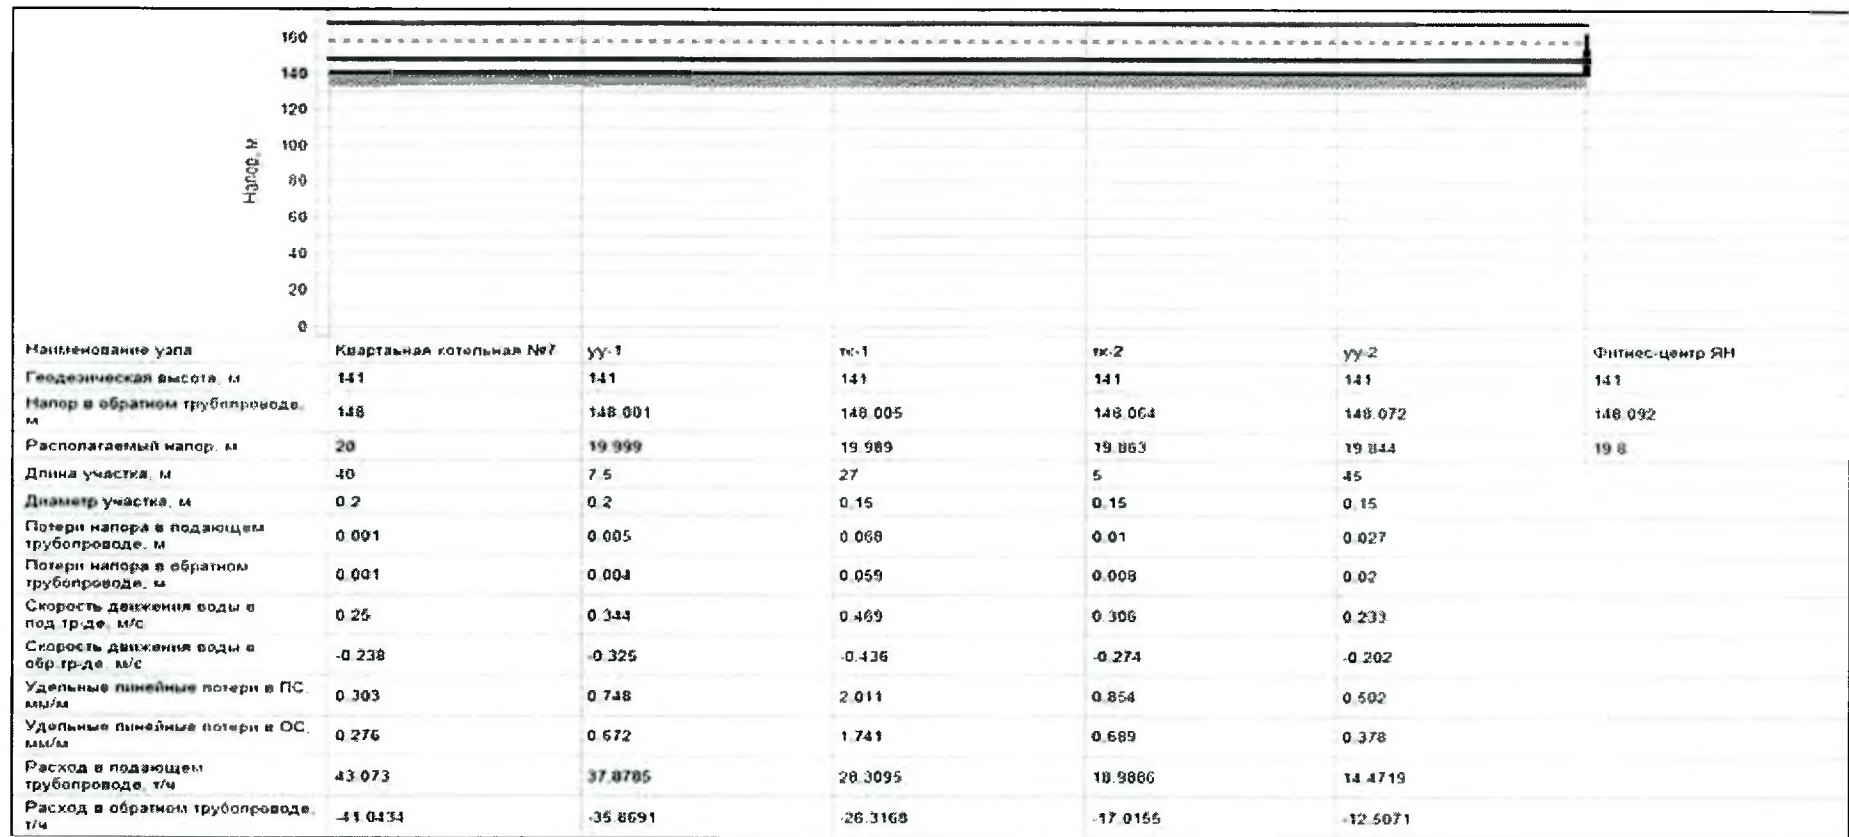 160
140
120
100
80
60
40
20
0
Напор, м
Наименование узла Квартаьная котельная №7 уу-1 тк-1 тк-2 уу-2 Фитнес-центр ЯН
Геодезическая высота, м 141 141 141 141 141 141
Напор в обратном трубопроводе, м 148 148.001 148.005 148.064 148.072 148.092
Располагаемый напор, м 20 19.999 19.989 19.863 19.844 19.8
Длина участка, м 40 7.5 27 5 45
Диаметр участка, м 0.2 0.2 0.15 0.15 0.15
Потери напора в подающем трубопроводе, м 0.001 0.005 0.068 0.01 0.027
Потери напора в обратном трубопроводе, м 0.001 0.004 0.059 0.008 0.02
Скорость движения воды в под.тр-де, м/с 0.25 0.344 0.469 0.306 0.233
Скорость движения воды в обр.тр-де, м/с -0.238 -0.325 -0.436 -0.274 -0.202
Удельные линейные потери в ПС, мм/м 0.303 0.748 2.011 0.854 0.502
Удельные линейные потери в ОС, мм/м 0.276 0.672 1.741 0.689 0.378
Расход в подающем трубопроводе, т/ч 43.073 37.8785 28.3095 18.9886 14.4719
Расход в обратном трубопроводе, т/ч -41.0434 -35.8691 -26.3168 -17.0155 -12.5071